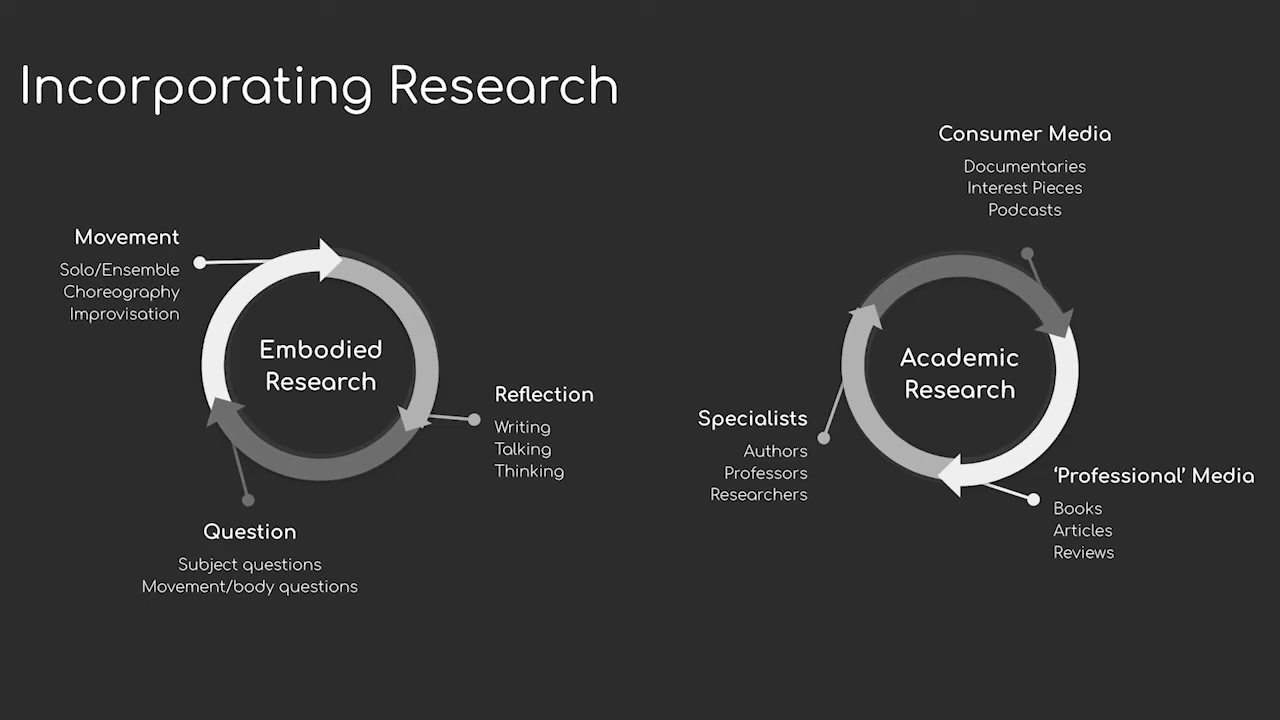 Incorporating Research
Movement
Solo/Ensemble
Choreography
Improvisation
Embodied
Research
Reflection
Writing
Talking
Thinking
Question
Subject questions
Movement/body questions
Consumer Media
Documentaries
Interest Pieces
Podcasts
Academic
Research
Specialists
Authors
Professors
Researchers
‘Professional’ Media
Books
Articles
Reviews